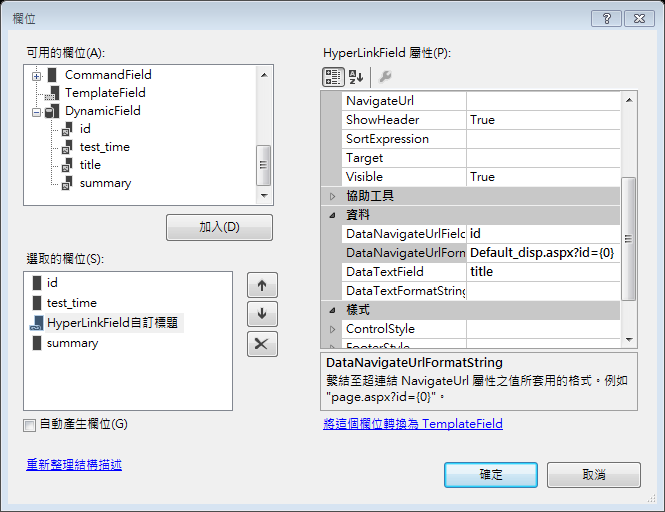 欄位
可用的欄位(A):
CommandField
TemplateField
DynamicField
id
test_time
title
summary
加入(D)
選取的欄位(S):
id
test_time
HyperLinkField自訂標題
summary
自動產生欄位(G)
重新整理結構描述
HyperLinkField 屬性(P):
NavigateUrl
ShowHeader True
SortExpression
Target
Visible True
協助工具
資料
DataNavigateUrlField id
DataNavigateUrlForm Default_disp.aspx?id={0}
DataTextField title
DataTextFormatString
樣式
ControlStyle
FooterStyle
DataNavigateUrlFormatString
繫結至超連結 NavigateUrl 屬性之值所套用的格式。例如
"page.aspx?id={0}"。
將這個欄位轉換為 TemplateField
確定
取消